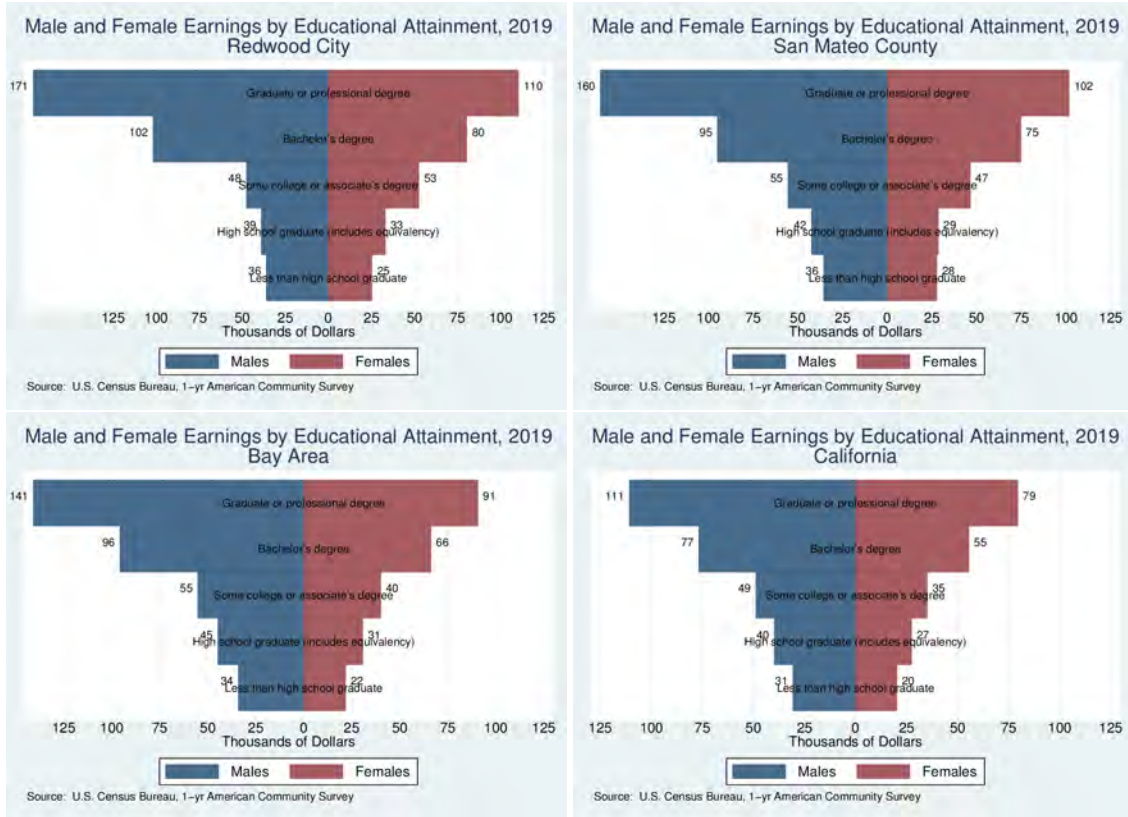 Male and Female Earnings by Educational Attainment, 2019
Redwood City
171 Graduate or professional degree 110
102 Bachelor's degree 80
48 Some college or associate's degree 53
39 High school graduate (includes equivalency) 33
36 Less than high school graduate 25
125 100 75 50 25 0 25 50 75 100 125
Thousands of Dollars
Males Females
Source: U.S. Census Bureau, 1−yr American Community Survey
Male and Female Earnings by Educational Attainment, 2019
San Mateo County
160 Graduate or professional degree 102
95 Bachelor's degree 75
55 Some college or associate's degree 47
42 High school graduate (includes equivalency) 29
36 Less than high school graduate 28
125 100 75 50 25 0 25 50 75 100 125
Thousands of Dollars
Males Females
Source: U.S. Census Bureau, 1−yr American Community Survey
Male and Female Earnings by Educational Attainment, 2019
Bay Area
141 Graduate or professional degree 91
96 Bachelor's degree 66
55 Some college or associate's degree 40
45 High school graduate (includes equivalency) 31
34 Less than high school graduate 22
125 100 75 50 25 0 25 50 75 100 125
Thousands of Dollars
Males Females
Source: U.S. Census Bureau, 1−yr American Community Survey
Male and Female Earnings by Educational Attainment, 2019
California
111 Graduate or professional degree 79
77 Bachelor's degree 55
49 Some college or associate's degree 35
40 High school graduate (includes equivalency) 27
31 Less than high school graduate 20
125 100 75 50 25 0 25 50 75 100 125
Thousands of Dollars
Males Females
Source: U.S. Census Bureau, 1−yr American Community Survey